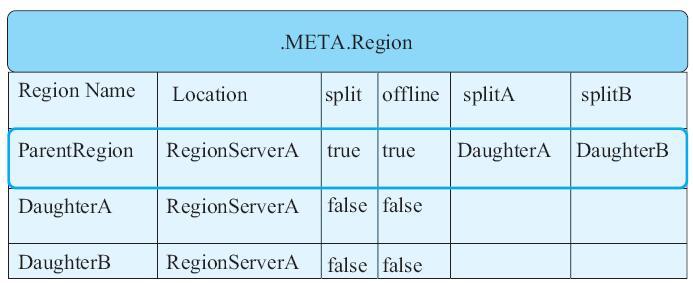 .META.Region
Region Name Location split offline splitA splitB
ParentRegion RegionServerA true true DaughterA DaughterB
DaughterA RegionServerA false false
DaughterB RegionServerA false false